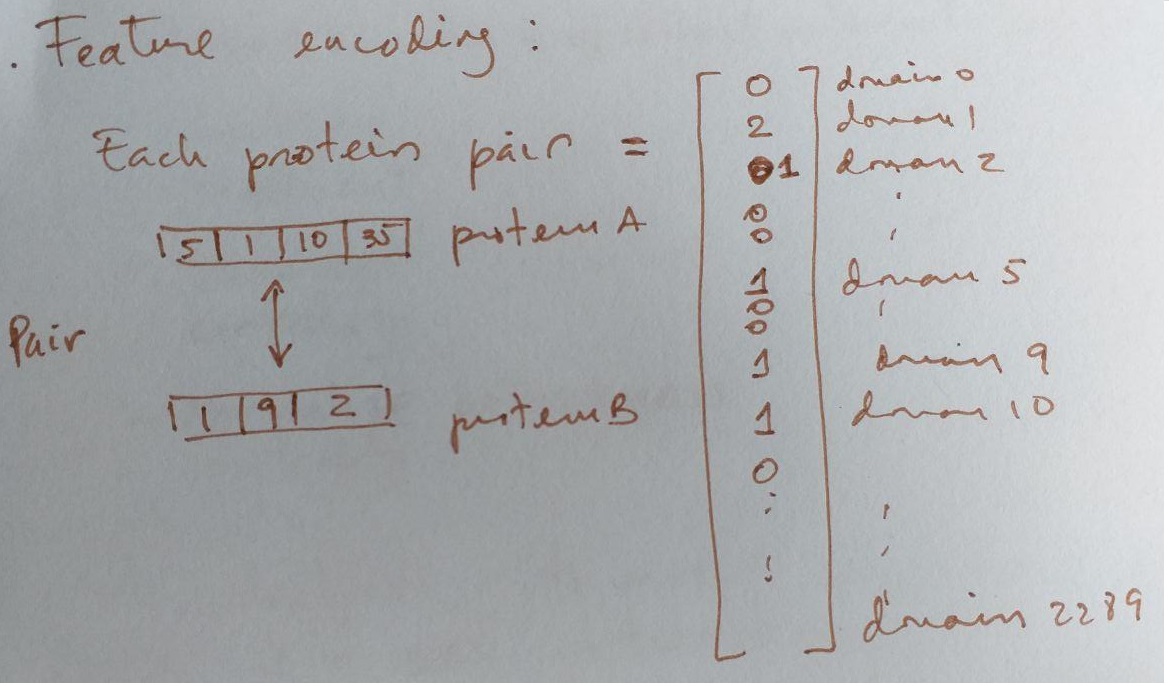 . Feature encoding :
Each protein pair =
5 1 10 35 protein A
Pair
1 9 2 protein B
0 domain 0
2 domain 1
1 domain 2
0
0
1 domain 5
0
0
1 domain 9
1 domain 10
0
domain 2289